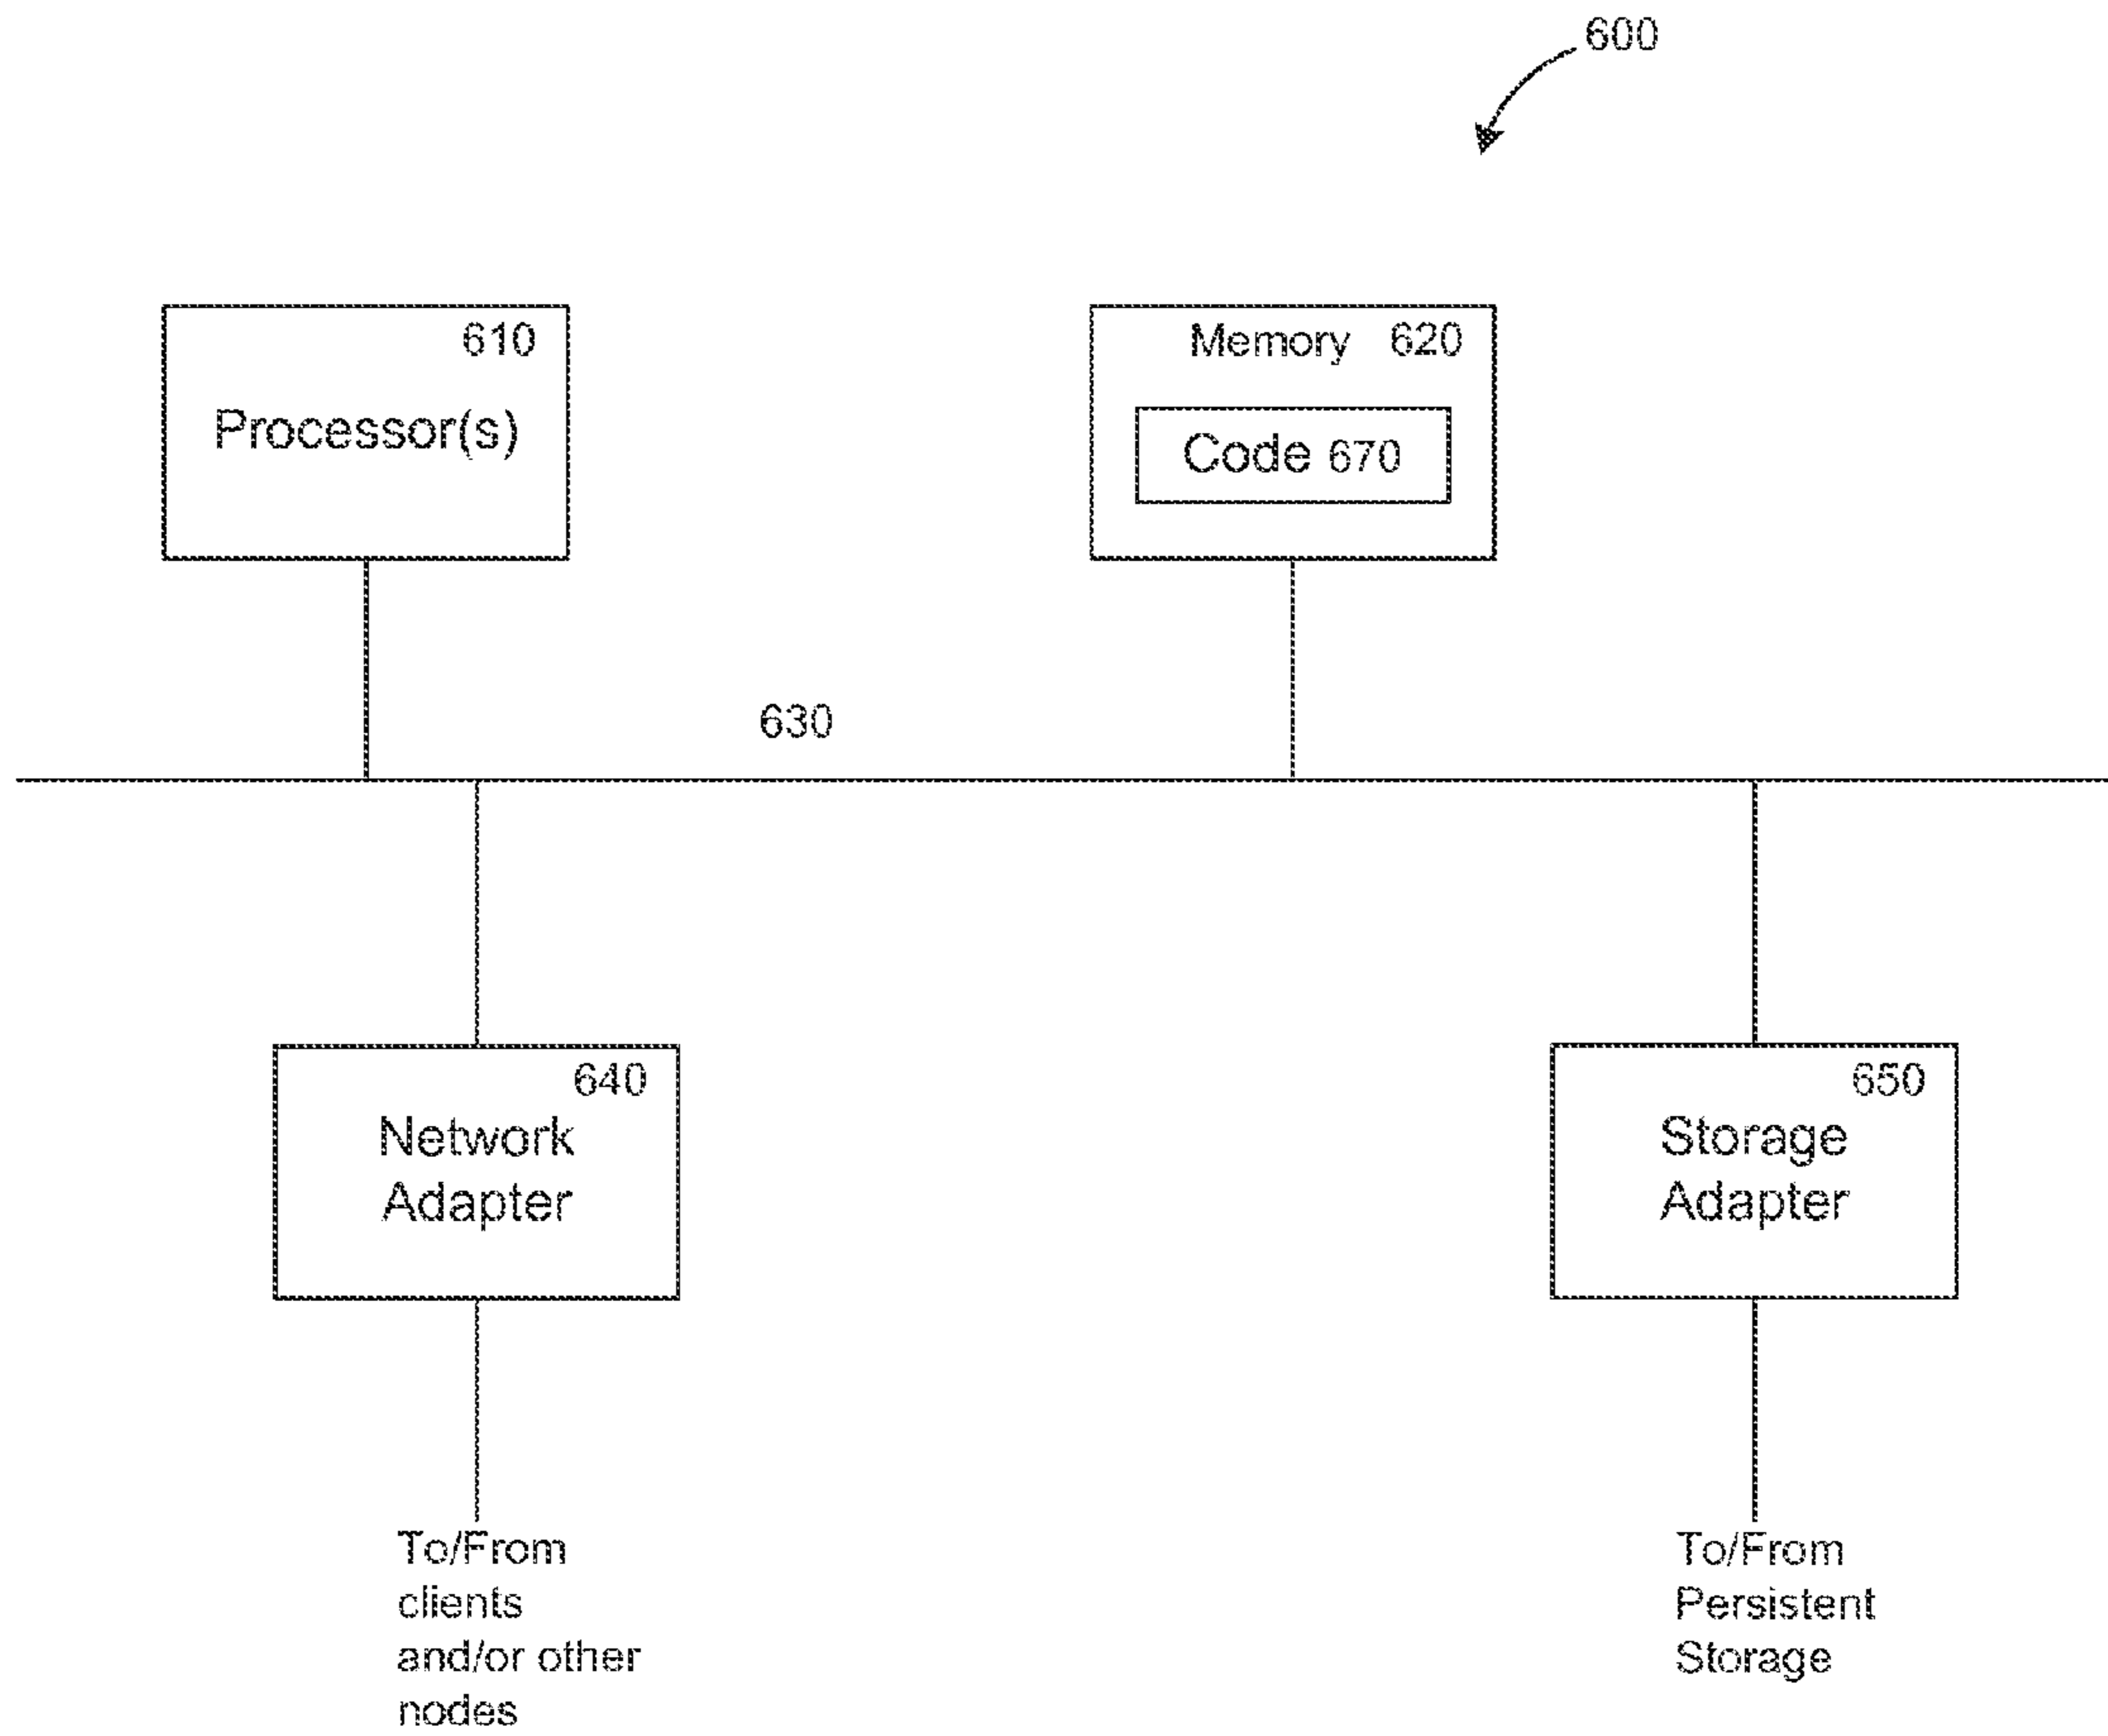 600
610
Processor(s)
Memory 620
Code 670
630
640
Network
Adapter
650
Storage
Adapter
To/From
clients
and/or other
nodes
To/From
Persistent
Storage